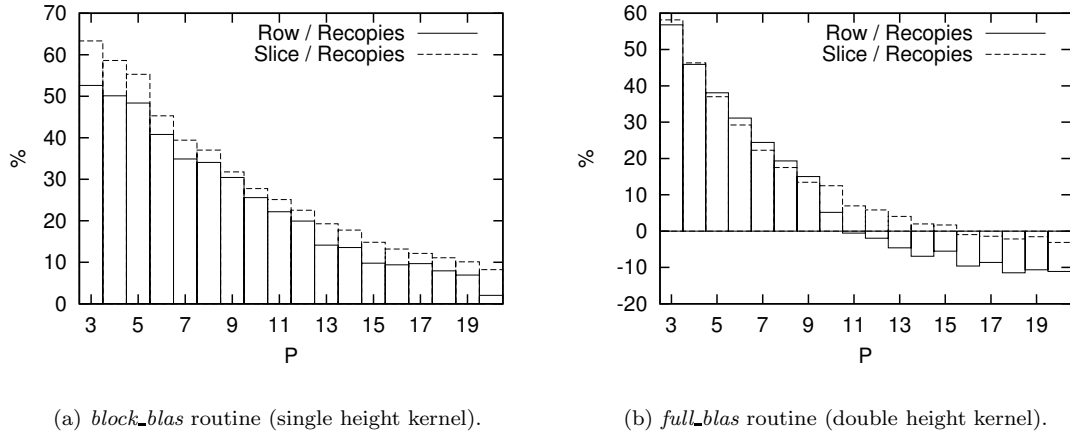 70
60
50
40
30
20
10
0
%
Row / Recopies
Slice / Recopies
3 5 7 9 11 13 15 17 19
P
60
50
40
30
20
10
0
-10
-20
%
Row / Recopies
Slice / Recopies
3 5 7 9 11 13 15 17 19
P
(a) block_blas routine (single height kernel).
(b) full_blas routine (double height kernel).